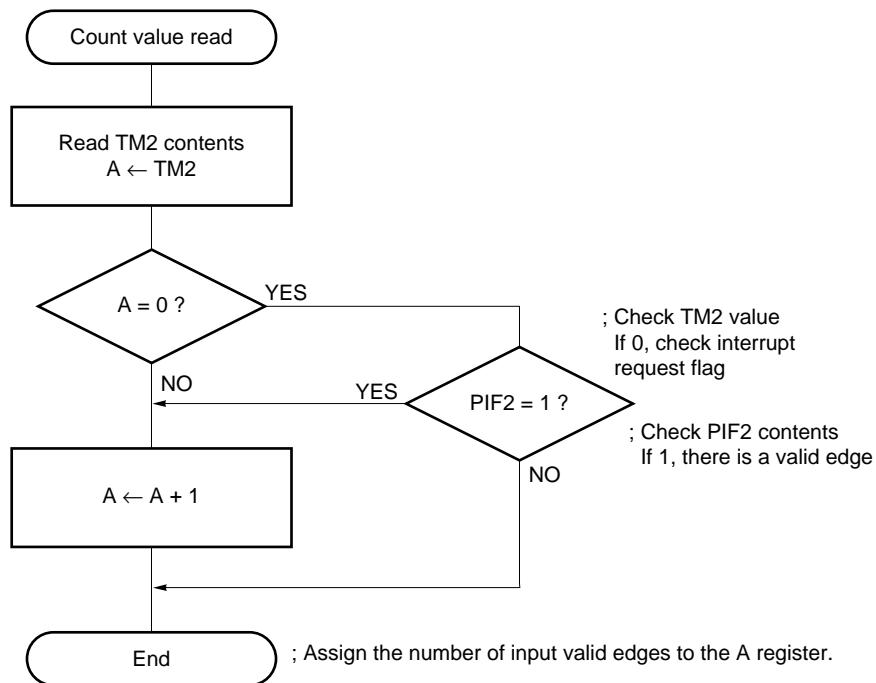 Count value read
Read TM2 contents
A ← TM2
A = 0 ?
YES
; Check TM2 value
If 0, check interrupt
request flag
NO
YES
PIF2 = 1 ?
; Check PIF2 contents
If 1, there is a valid edge
NO
A ← A + 1
End
; Assign the number of input valid edges to the A register.